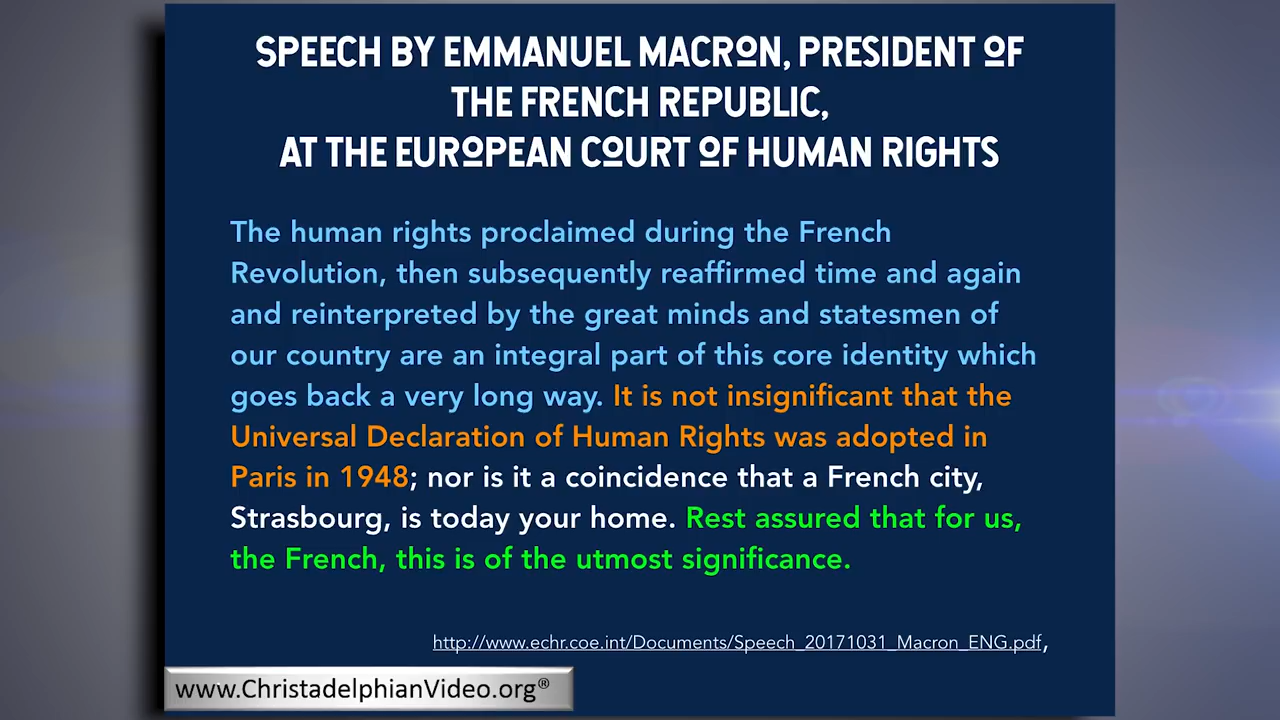 SPEECH BY EMMANUEL MACRON, PRESIDENT OF
THE FRENCH REPUBLIC,
AT THE EUROPEAN COURT OF HUMAN RIGHTS
The human rights proclaimed during the French
Revolution, then subsequently reaffirmed time and again
and reinterpreted by the great minds and statesmen of
our country are an integral part of this core identity which
goes back a very long way. It is not insignificant that the
Universal Declaration of Human Rights was adopted in
Paris in 1948; nor is it a coincidence that a French city,
Strasbourg, is today your home. Rest assured that for us,
the French, this is of the utmost significance.
http://www.echr.coe.int/Documents/Speech_20171031_Macron_ENG.pdf,
www.ChristadelphianVideo.org®